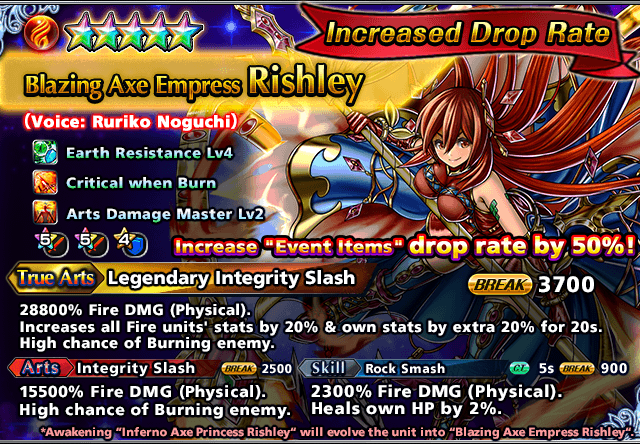 Increased Drop Rate
Blazing Axe Empress Rishley
(Voice: Ruriko Noguchi)
Earth Resistance Lv4
Critical when Burn
Arts Damage Master Lv2
5 5 4
Increase "Event Items" drop rate by 50%!
True Arts Legendary Integrity Slash BREAK 3700
28800% Fire DMG (Physical).
Increases all Fire units' stats by 20% & own stats by extra 20% for 20s.
High chance of Burning enemy.
Arts Integrity Slash BREAK 2500
15500% Fire DMG (Physical).
High chance of Burning enemy.
Skill Rock Smash CT 5s BREAK 900
2300% Fire DMG (Physical).
Heals own HP by 2%.
*Awakening "Inferno Axe Princess Rishley" will evolve the unit into "Blazing Axe Empress Rishley"